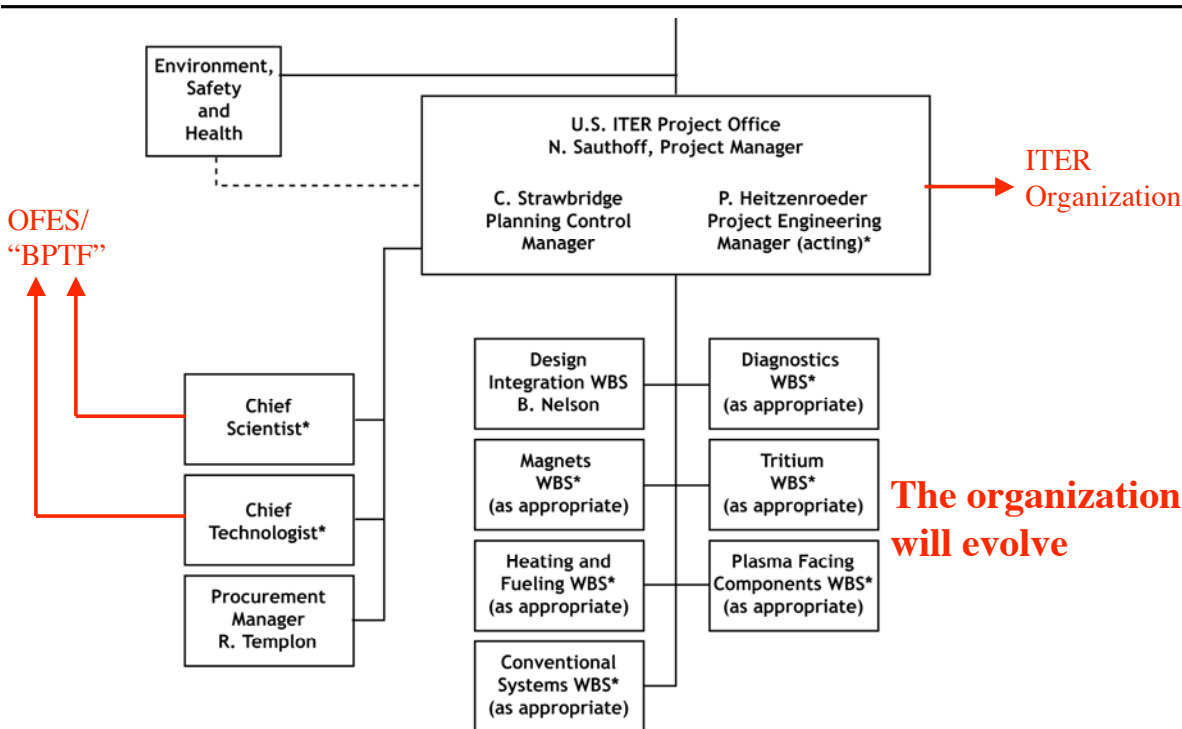 Environment,
Safety
and
Health
U.S. ITER Project Office
N. Sauthoff, Project Manager
C. Strawbridge
Planning Control
Manager
P. Heitzenroeder
Project Engineering
Manager (acting)*
ITER
Organization
OFES/
“BPTF”
Chief
Scientist*
Chief
Technologist*
Procurement
Manager
R. Templon
Design
Integration WBS
B. Nelson
Diagnostics
WBS*
(as appropriate)
Magnets
WBS*
(as appropriate)
Tritium
WBS*
(as appropriate)
Heating and
Fueling WBS*
(as appropriate)
Plasma Facing
Components WBS*
(as appropriate)
Conventional
Systems WBS*
(as appropriate)
The organization
will evolve